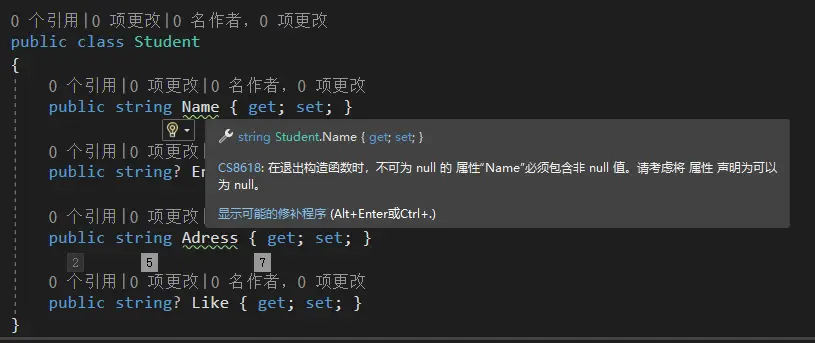 0 个引用|0 项更改|0 名作者, 0 项更改
public class Student
{
0 个引用|0 项更改|0 名作者, 0 项更改
public string Name { get; set; }
string Student.Name { get; set; }
0 个引用|0 项
CS8618: 在退出构造函数时，不可为 null 的 属性“Name”必须包含非 null 值。请考虑将 属性 声明为可以
public string? En
为 null。
显示可能的修补程序 (Alt+Enter或Ctrl+.)
0 个引用|0 项
public string Adress { get; set; }
2 5 7
0 个引用|0 项更改|0 名作者, 0 项更改
public string? Like { get; set; }
}